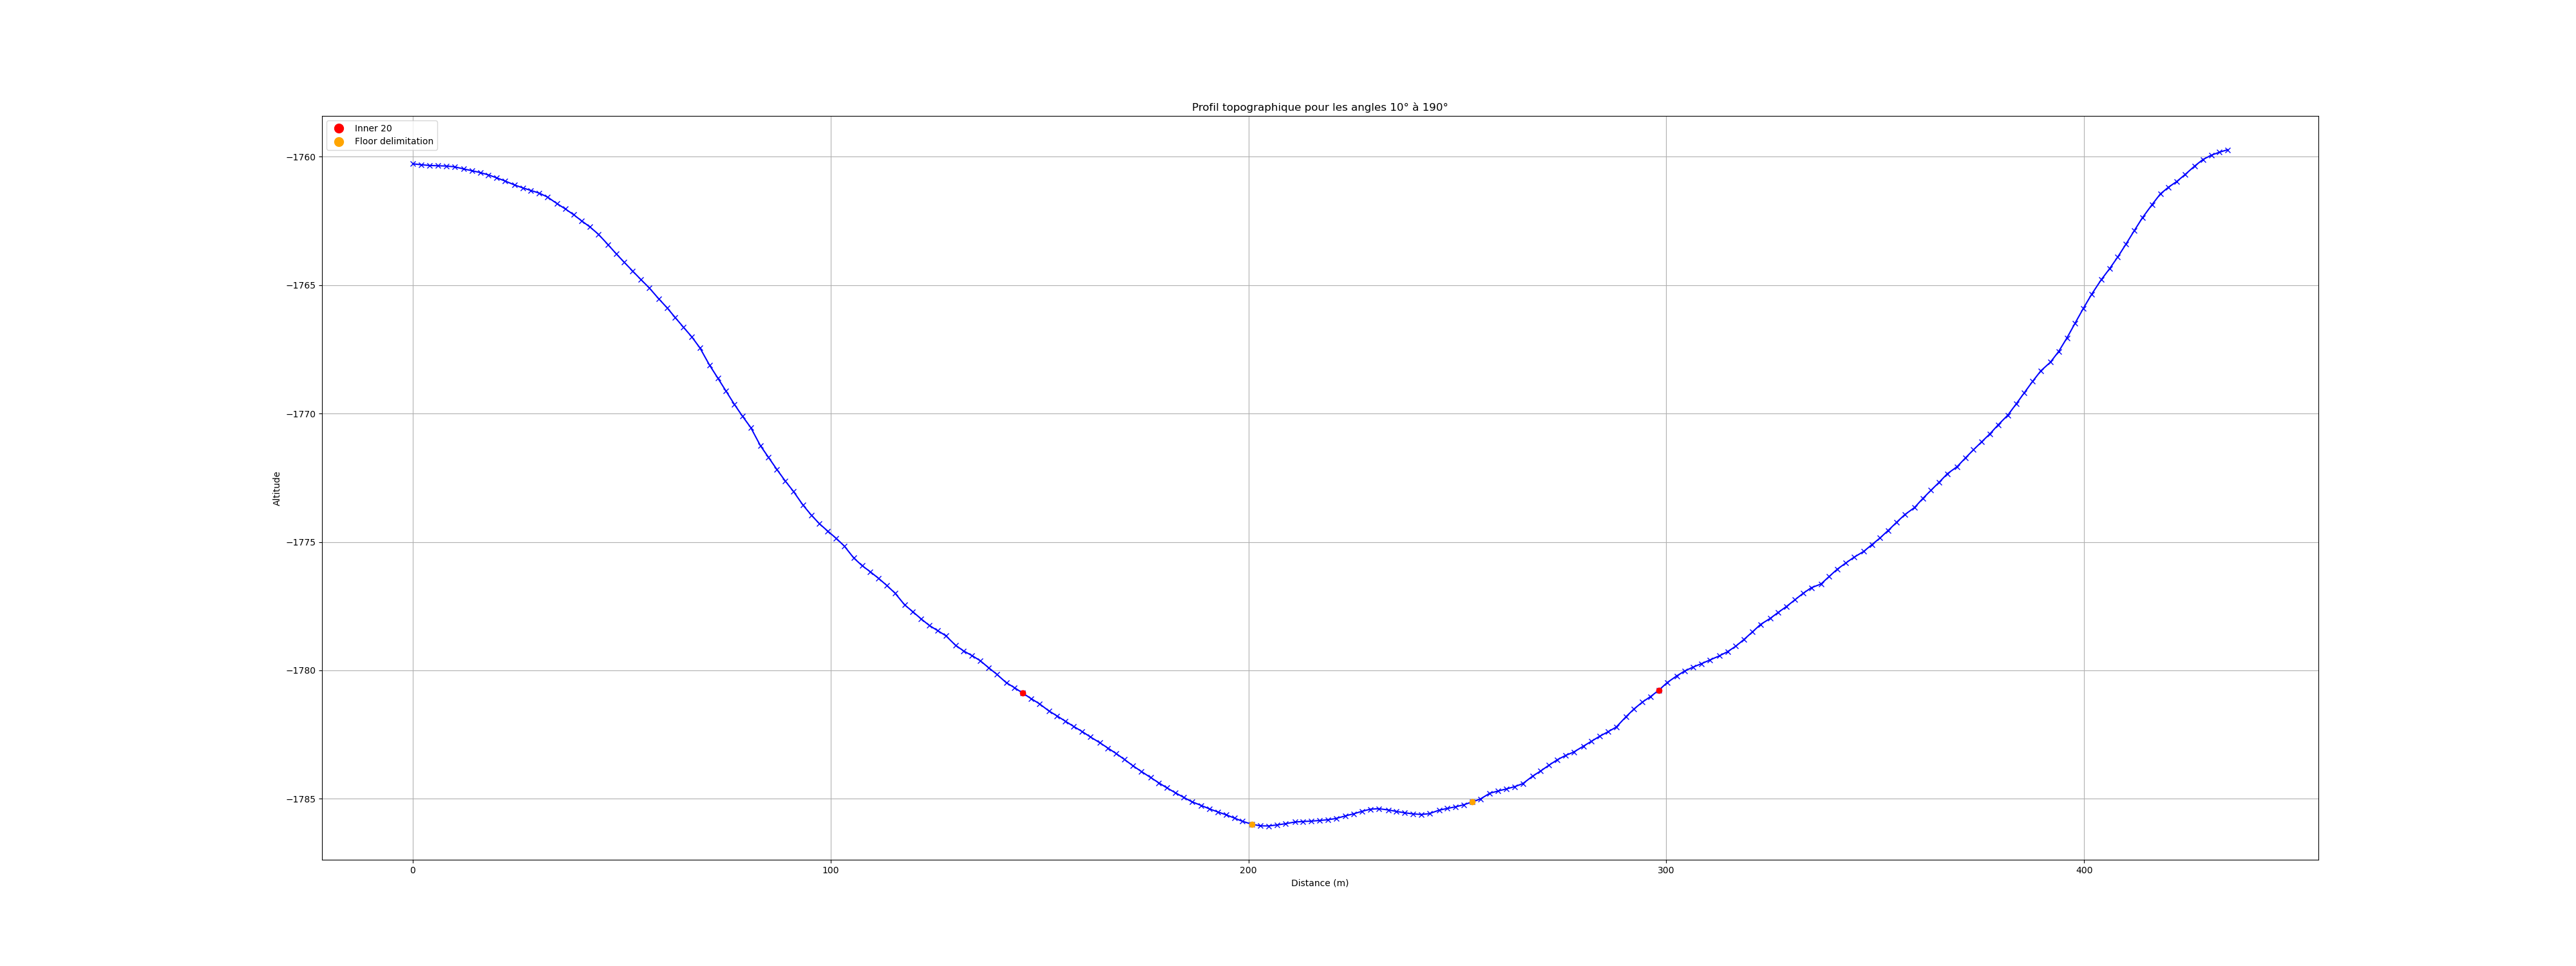 Profil topographique pour les angles 10° à 190°
Inner 20
Floor delimitation
−1760
−1765
−1770
−1775
−1780
−1785
Altitude
0
100
200
300
400
Distance (m)